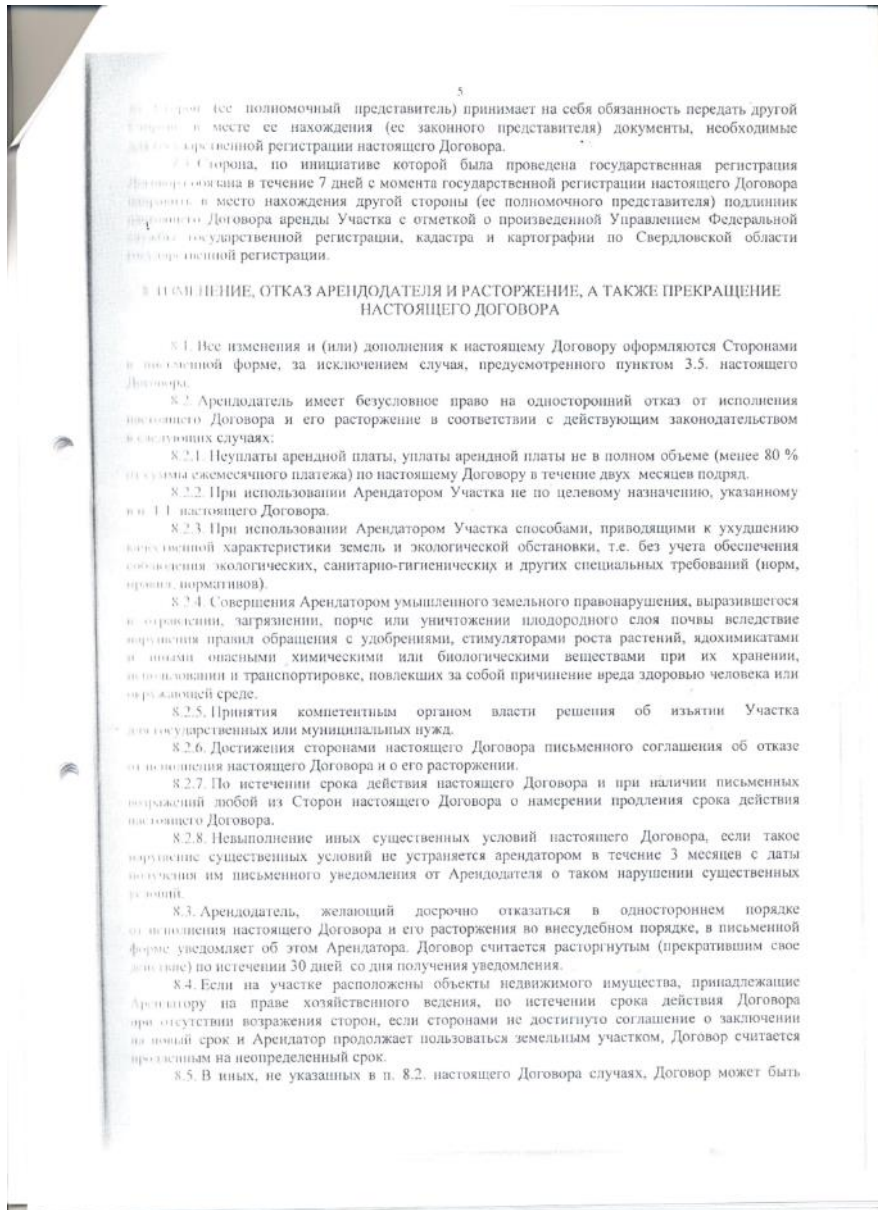 5
(ее полномочный представитель) принимает на себя обязанность передать другой
в месте ее нахождения (ее законного представителя) документы, необходимые
государственной регистрации настоящего Договора.
Сторона, по инициативе которой была проведена государственная регистрация
обязана в течение 7 дней с момента государственной регистрации настоящего Договора
в место нахождения другой стороны (ее полномочного представителя) подлинник
Договора аренды Участка с отметкой о произведенной Управлением Федеральной
государственной регистрации, кадастра и картографии по Свердловской области
государственной регистрации.
ИЗМЕНЕНИЕ, ОТКАЗ АРЕНДОДАТЕЛЯ И РАСТОРЖЕНИЕ, А ТАКЖЕ ПРЕКРАЩЕНИЕ
НАСТОЯЩЕГО ДОГОВОРА
8.1. Все изменения и (или) дополнения к настоящему Договору оформляются Сторонами
в письменной форме, за исключением случая, предусмотренного пунктом 3.5. настоящего
Договора.
8.2. Арендодатель имеет безусловное право на односторонний отказ от исполнения
настоящего Договора и его расторжение в соответствии с действующим законодательством
в следующих случаях:
8.2.1. Неуплаты арендной платы, уплаты арендной платы не в полном объеме (менее 80 %
суммы ежемесячного платежа) по настоящему Договору в течение двух месяцев подряд.
8.2.2. При использовании Арендатором Участка не по целевому назначению, указанному
в п. 1.1. настоящего Договора.
8.2.3. При использовании Арендатором Участка способами, приводящими к ухудшению
качественной характеристики земель и экологической обстановки, т.е. без учета обеспечения
соблюдения экологических, санитарно-гигиенических и других специальных требований (норм,
правил, нормативов).
8.2.4. Совершения Арендатором умышленного земельного правонарушения, выразившегося
в отравлении, загрязнении, порче или уничтожении плодородного слоя почвы вследствие
нарушения правил обращения с удобрениями, стимуляторами роста растений, ядохимикатами
и иными опасными химическими или биологическими веществами при их хранении,
использовании и транспортировке, повлекших за собой причинение вреда здоровью человека или
окружающей среде.
8.2.5. Принятия компетентным органом власти решения об изъятии Участка
для государственных или муниципальных нужд.
8.2.6. Достижения сторонами настоящего Договора письменного соглашения об отказе
от исполнения настоящего Договора и о его расторжении.
8.2.7. По истечении срока действия настоящего Договора и при наличии письменных
возражений любой из Сторон настоящего Договора о намерении продления срока действия
настоящего Договора.
8.2.8. Невыполнение иных существенных условий настоящего Договора, если такое
нарушение существенных условий не устраняется арендатором в течение 3 месяцев с даты
получения им письменного уведомления от Арендодателя о таком нарушении существенных
условий.
8.3. Арендодатель, желающий досрочно отказаться в одностороннем порядке
от исполнения настоящего Договора и его расторжения во внесудебном порядке, в письменной
форме уведомляет об этом Арендатора. Договор считается расторгнутым (прекратившим свое
действие) по истечении 30 дней со дня получения уведомления.
8.4. Если на участке расположены объекты недвижимого имущества, принадлежащие
Арендатору на праве хозяйственного ведения, по истечении срока действия Договора
при отсутствии возражения сторон, если сторонами не достигнуто соглашение о заключении
на новый срок и Арендатор продолжает пользоваться земельным участком, Договор считается
продленным на неопределенный срок.
8.5. В иных, не указанных в п. 8.2. настоящего Договора случаях, Договор может быть